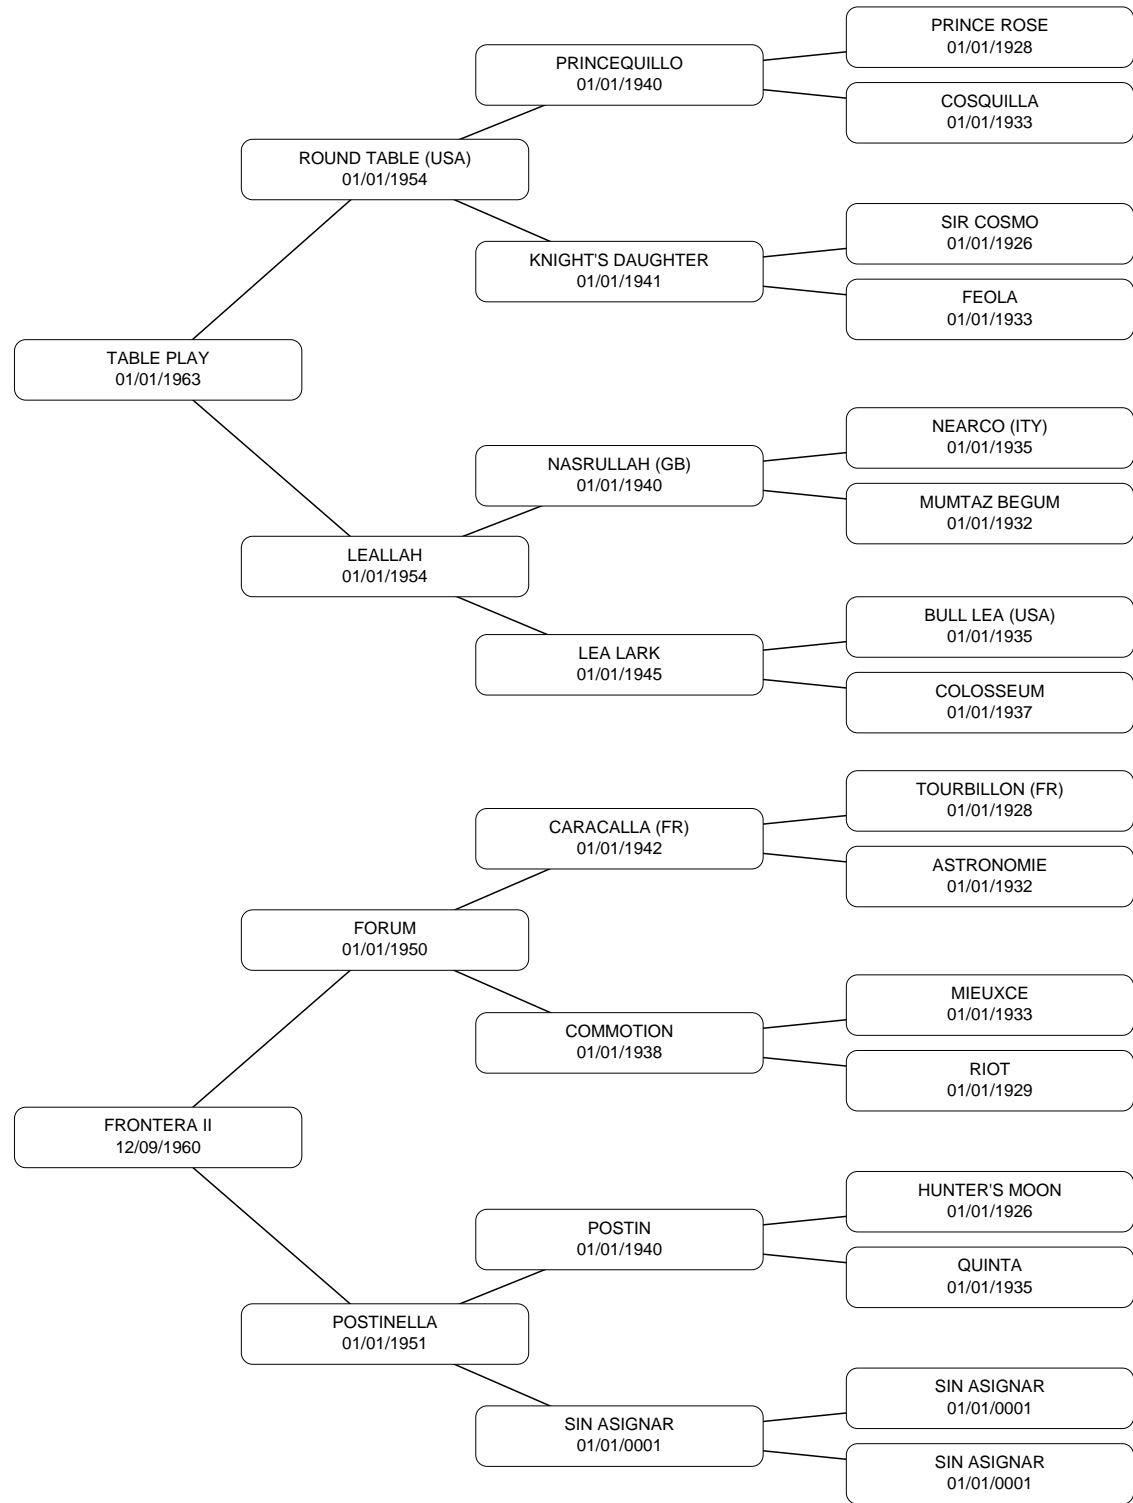 PRINCE ROSE
01/01/1928
PRINCEQUILLO
01/01/1940
COSQUILLA
01/01/1933
ROUND TABLE (USA)
01/01/1954
SIR COSMO
01/01/1926
KNIGHT'S DAUGHTER
01/01/1941
FEOLA
01/01/1933
TABLE PLAY
01/01/1963
NEARCO (ITY)
01/01/1935
NASRULLAH (GB)
01/01/1940
MUMTAZ BEGUM
01/01/1932
LEALLAH
01/01/1954
BULL LEA (USA)
01/01/1935
LEA LARK
01/01/1945
COLOSSEUM
01/01/1937
TOURBILLON (FR)
01/01/1928
CARACALLA (FR)
01/01/1942
ASTRONOMIE
01/01/1932
FORUM
01/01/1950
MIEUXCE
01/01/1933
COMMOTION
01/01/1938
RIOT
01/01/1929
FRONTERA II
12/09/1960
HUNTER'S MOON
01/01/1926
POSTIN
01/01/1940
QUINTA
01/01/1935
POSTINELLA
01/01/1951
SIN ASIGNAR
01/01/0001
SIN ASIGNAR
01/01/0001
SIN ASIGNAR
01/01/0001